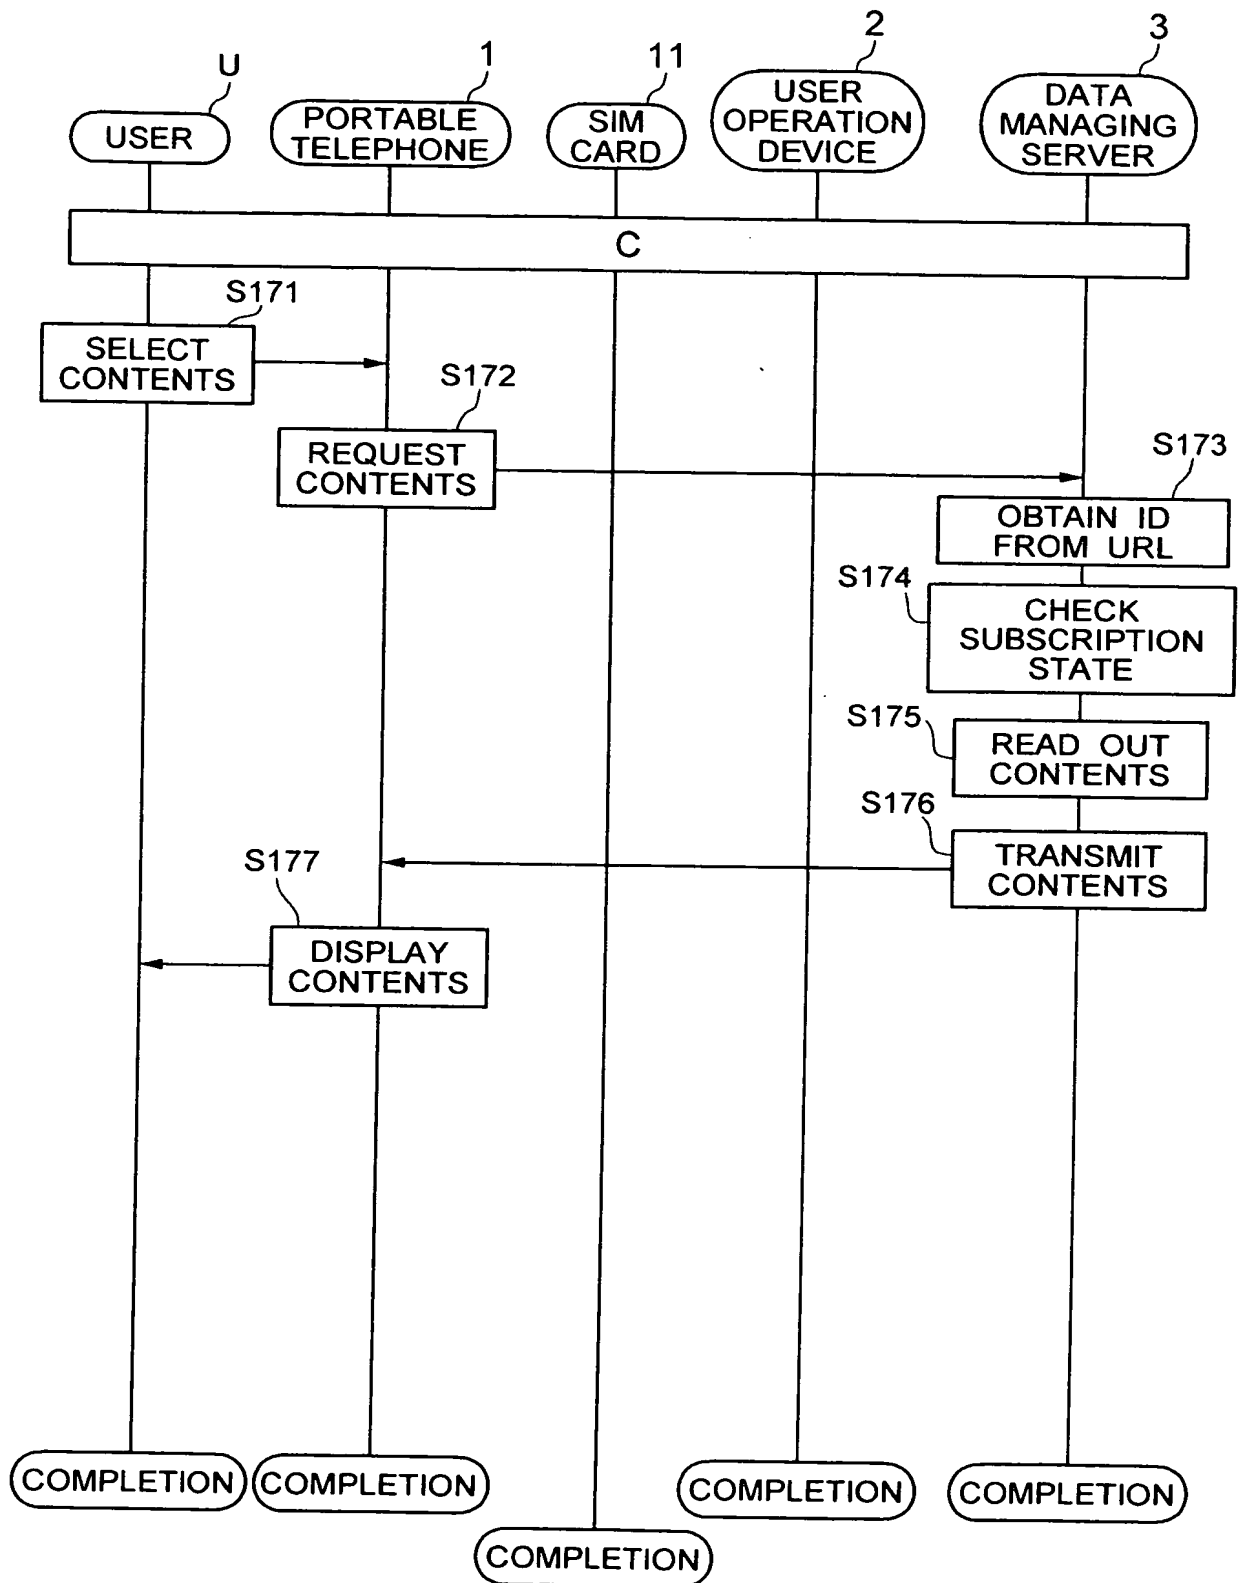 U
1
11
2
3
USER
PORTABLE
TELEPHONE
SIM
CARD
USER
OPERATION
DEVICE
DATA
MANAGING
SERVER
C
S171
SELECT
CONTENTS
S172
REQUEST
CONTENTS
S173
OBTAIN ID
FROM URL
S174
CHECK
SUBSCRIPTION
STATE
S175
READ OUT
CONTENTS
S176
TRANSMIT
CONTENTS
S177
DISPLAY
CONTENTS
COMPLETION
COMPLETION
COMPLETION
COMPLETION
COMPLETION